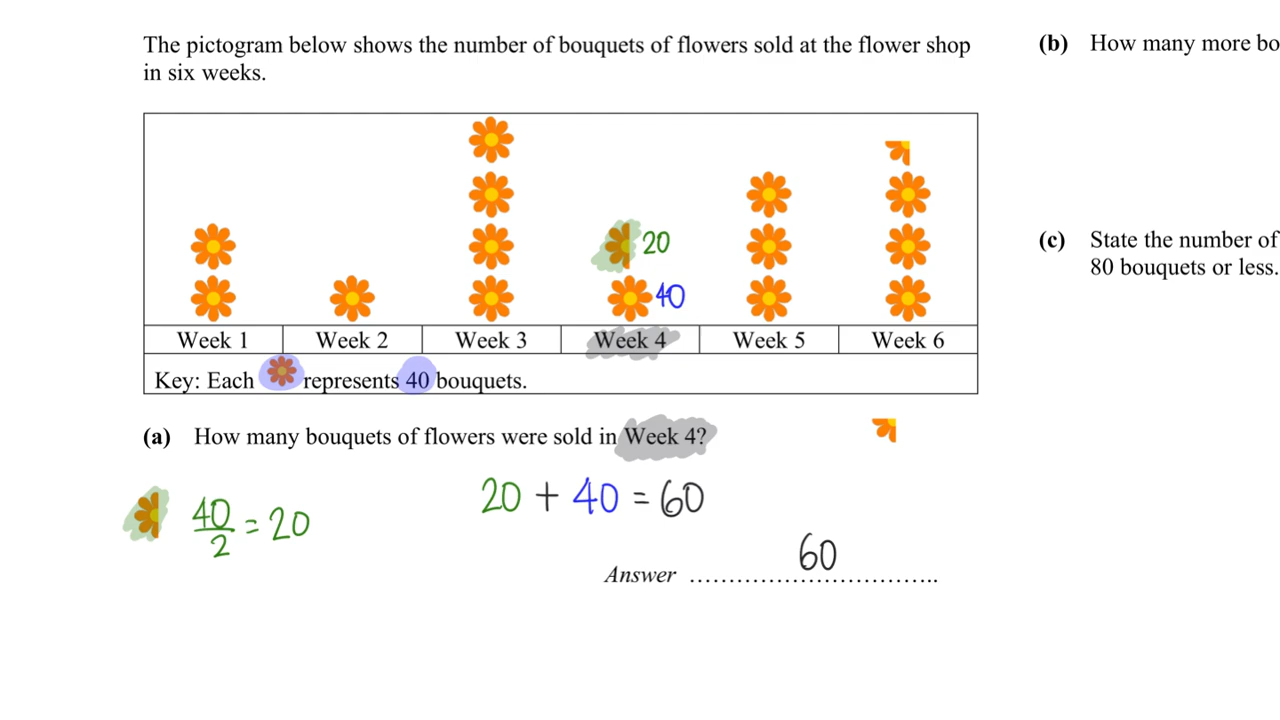 The pictogram below shows the number of bouquets of flowers sold at the flower shop
in six weeks.
20
40
Week 1 Week 2 Week 3 Week 4 Week 5 Week 6
Key: Each represents 40 bouquets.
(a) How many bouquets of flowers were sold in Week 4?
40/2 = 20
20 + 40 = 60
60
Answer ……………………………..
(b) How many more bo
(c) State the number of
80 bouquets or less.